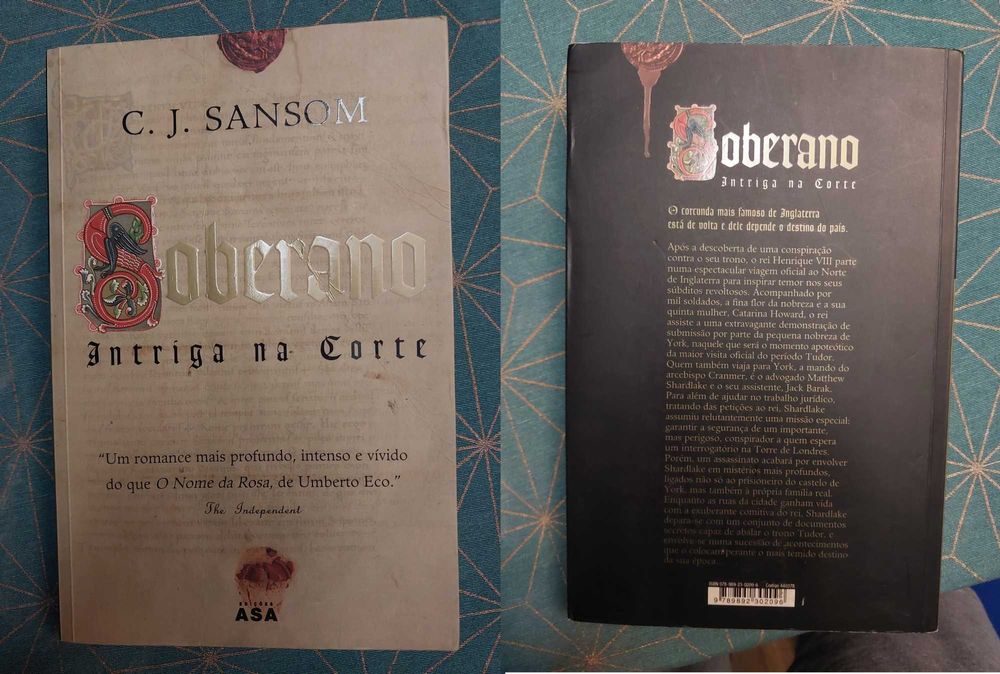 C. J. SANSOM
Soberano
Intriga na Corte
“Um romance mais profundo, intenso e vívido
do que O Nome da Rosa, de Umberto Eco.”
The Independent
EDIÇÕES
ASA
Soberano
Intriga na Corte
O corcunda mais famoso de Inglaterra
está de volta e dele depende o destino do país.
Após a descoberta de uma conspiração
contra o seu trono, o rei Henrique VIII parte
numa espectacular viagem oficial ao Norte
de Inglaterra para inspirar temor nos seus
súbditos revoltosos. Acompanhado por
mil soldados, a fina flor da nobreza e a sua
quinta mulher, Catarina Howard, o rei
assiste a uma extravagante demonstração de
submissão por parte da pequena nobreza de
York, naquele que será o momento apoteótico
da maior visita oficial do período Tudor.
Quem também viaja para York, a mando do
arcebispo Cranmer, é o advogado Matthew
Shardlake e o seu assistente, Jack Barak.
Para além de ajudar no trabalho jurídico,
tratando das petições ao rei, Shardlake
assumiu relutantemente uma missão especial:
garantir a segurança de um importante,
mas perigoso, conspirador a quem espera
um interrogatório na Torre de Londres.
Porém, um assassinato acabará por envolver
Shardlake em mistérios mais profundos,
ligados não só ao prisioneiro do castelo de
York, mas também à própria família real.
Enquanto as ruas da cidade ganham vida
com a exuberante comitiva do rei, Shardlake
depara-se com um conjunto de documentos
secretos capaz de abalar o trono Tudor, e
envolve-se numa sucessão de acontecimentos
que o colocam perante o mais temido destino
da sua época...
ISBN 978-989-23-0209-6
9 789892 302096